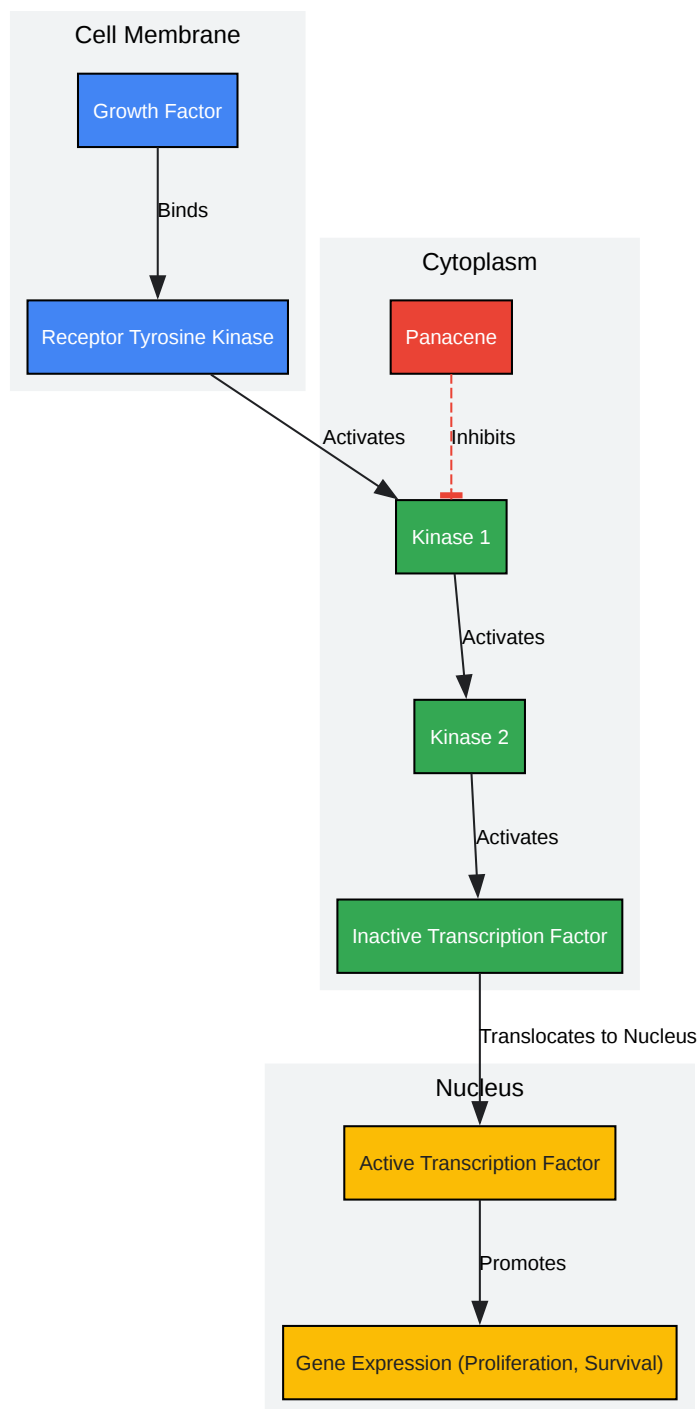 Cell Membrane
Growth Factor
Binds
Receptor Tyrosine Kinase
Cytoplasm
Panacene
Activates
Inhibits
Kinase 1
Activates
Kinase 2
Activates
Inactive Transcription Factor
Translocates to Nucleus
Nucleus
Active Transcription Factor
Promotes
Gene Expression (Proliferation, Survival)